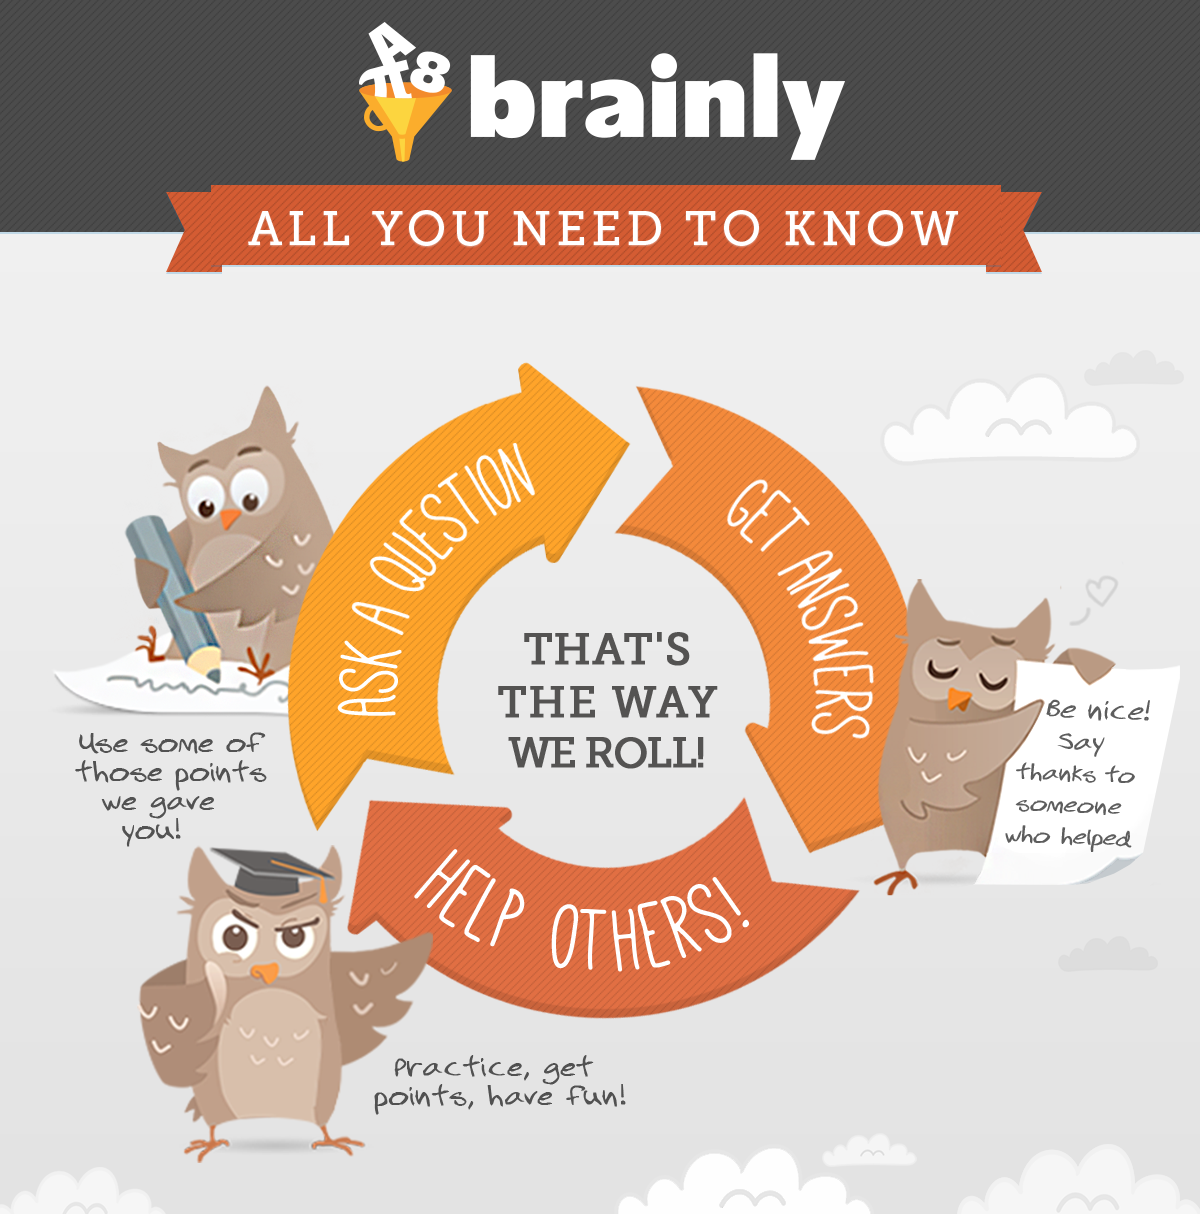 A
π8
brainly
ALL YOU NEED TO KNOW
ASK A QUESTION
GET ANSWERS
THAT'S
THE WAY
WE ROLL!
Be nice!
Say
thanks to
someone
who helped
Use some of
those points
we gave
you!
HELP OTHERS!
Practice, get
points, have fun!